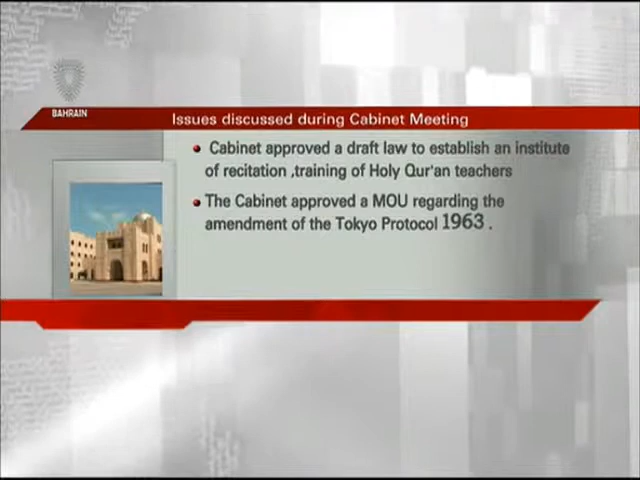 BAHRAIN
Issues discussed during Cabinet Meeting
Cabinet approved a draft law to establish an institute
of recitation ,training of Holy Qur'an teachers
The Cabinet approved a MOU regarding the
amendment of the Tokyo Protocol 1963 .